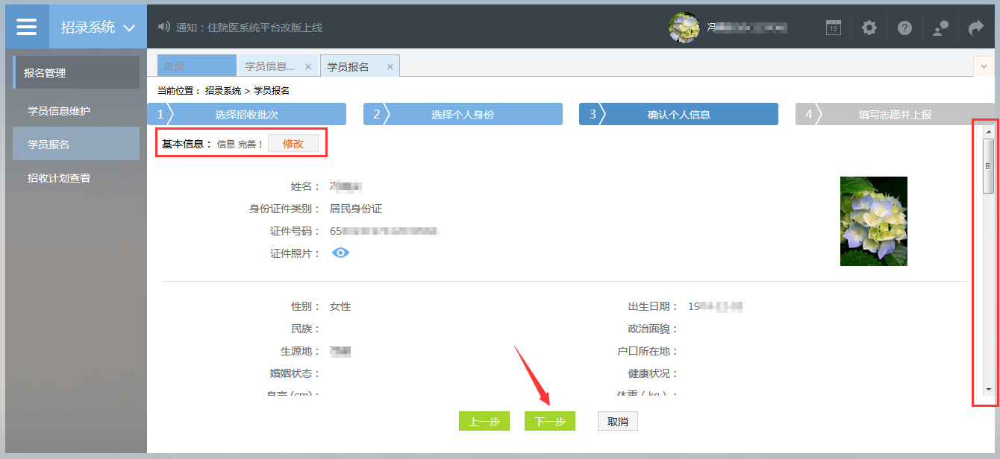 招录系统
通知：住院医系统平台改版上线
冯
15
报名管理
学员信息维护
学员报名
招收计划查看
首页
学员信息...
学员报名
当前位置： 招录系统 > 学员报名
1 选择招收批次
2 选择个人身份
3 确认个人信息
4 填写志愿并上报
基本信息： 信息 完善！ 修改
姓名：
身份证件类别： 居民身份证
证件号码： 65
证件照片：
性别： 女性
出生日期： 19
民族：
政治面貌：
生源地：
户口所在地：
婚姻状态：
健康状况：
身高 (cm)：
体重 ( kg )：
上一步
下一步
取消